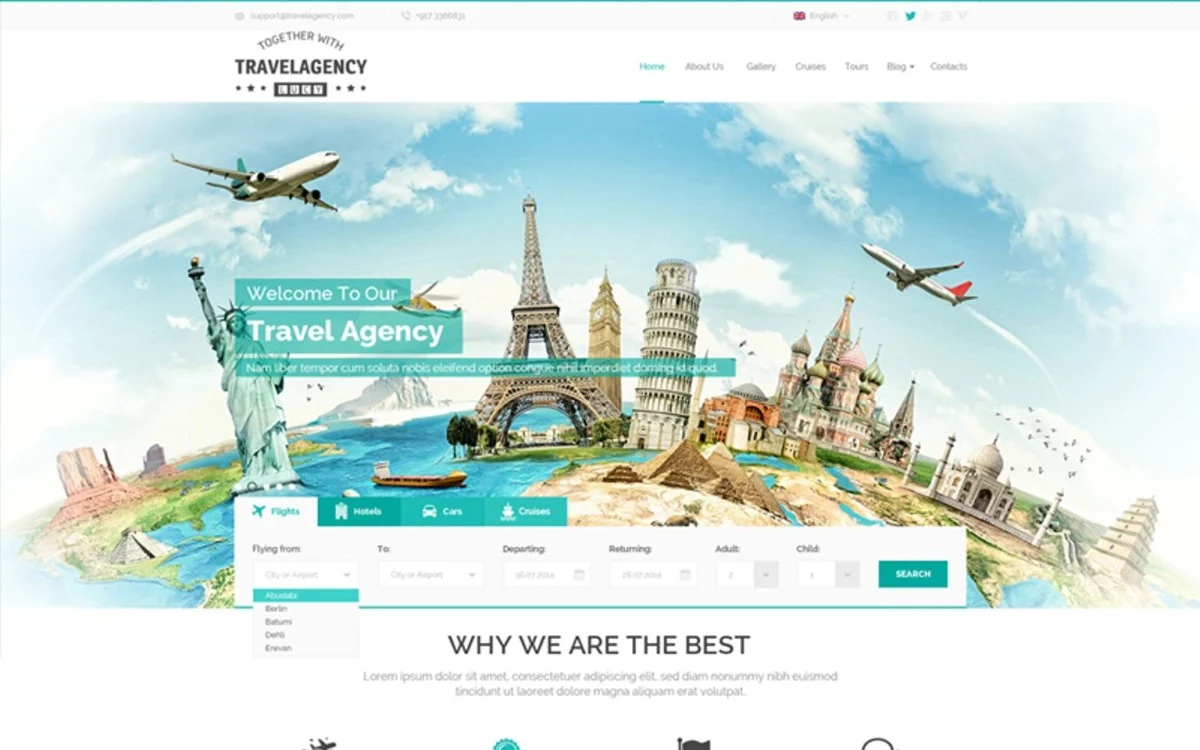 support@travelagency.com
+917 3386831
English
TOGETHER WITH
TRAVELAGENCY
LUCY
Home About Us Gallery Cruises Tours Blog Contacts
Welcome To Our
Travel Agency
Nam liber tempor cum soluta nobis eleifend option congue nihil imperdiet doming id quod.
Flights Hotels Cars Cruises
Flying from: To: Departing: Returning: Adult: Child:
City or Airport City or Airport 16.07.2014 26.07.2014 2 1 SEARCH
Abudabi
Berlin
Batumi
Dehli
Erevan
WHY WE ARE THE BEST
Lorem ipsum dolor sit amet, consectetuer adipiscing elit, sed diam nonummy nibh euismod
tincidunt ut laoreet dolore magna aliquam erat volutpat.